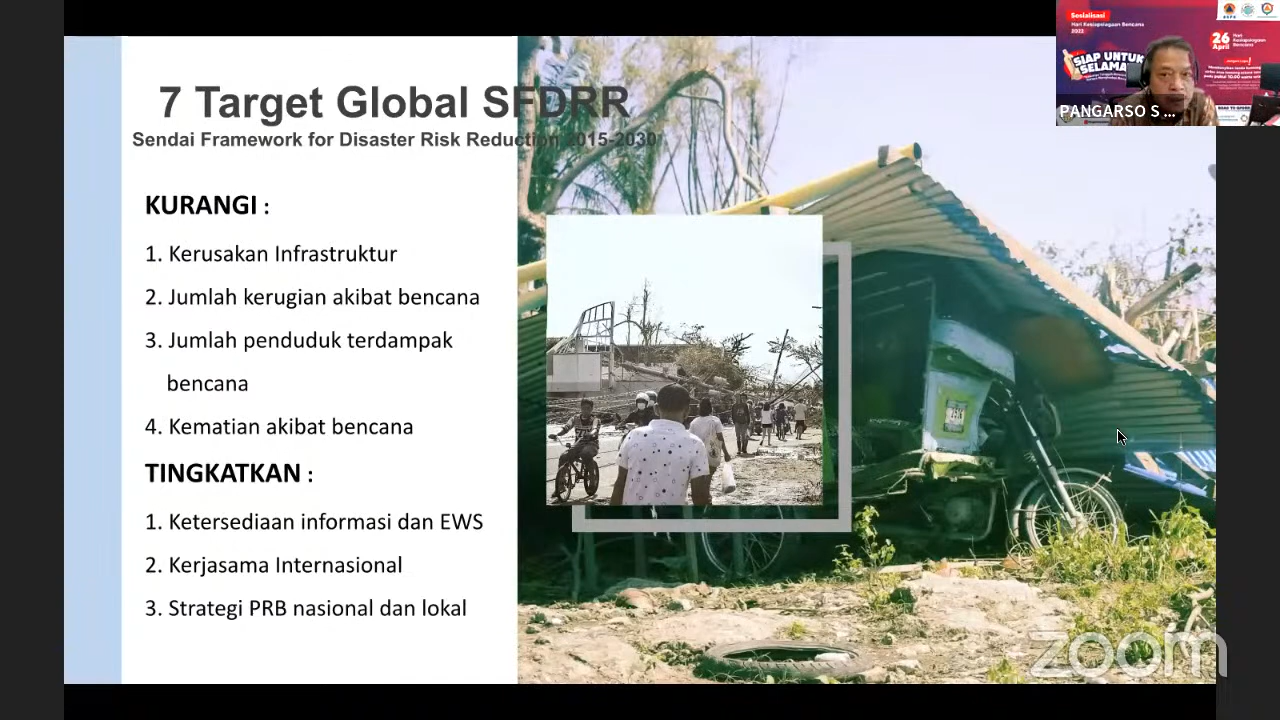 7 Target Global SFDRR
Sendai Framework for Disaster Risk Reduction 2015-2030
KURANGI :
1. Kerusakan Infrastruktur
2. Jumlah kerugian akibat bencana
3. Jumlah penduduk terdampak
bencana
4. Kematian akibat bencana
TINGKATKAN :
1. Ketersediaan informasi dan EWS
2. Kerjasama Internasional
3. Strategi PRB nasional dan lokal
Sosialisasi
Hari Kesiapsiagaan Bencana
2022
SIAP UNTUK
SELAMA
26
April
Hari
Kesiapsiagaan
Bencana
PANGARSO S ...
zoom